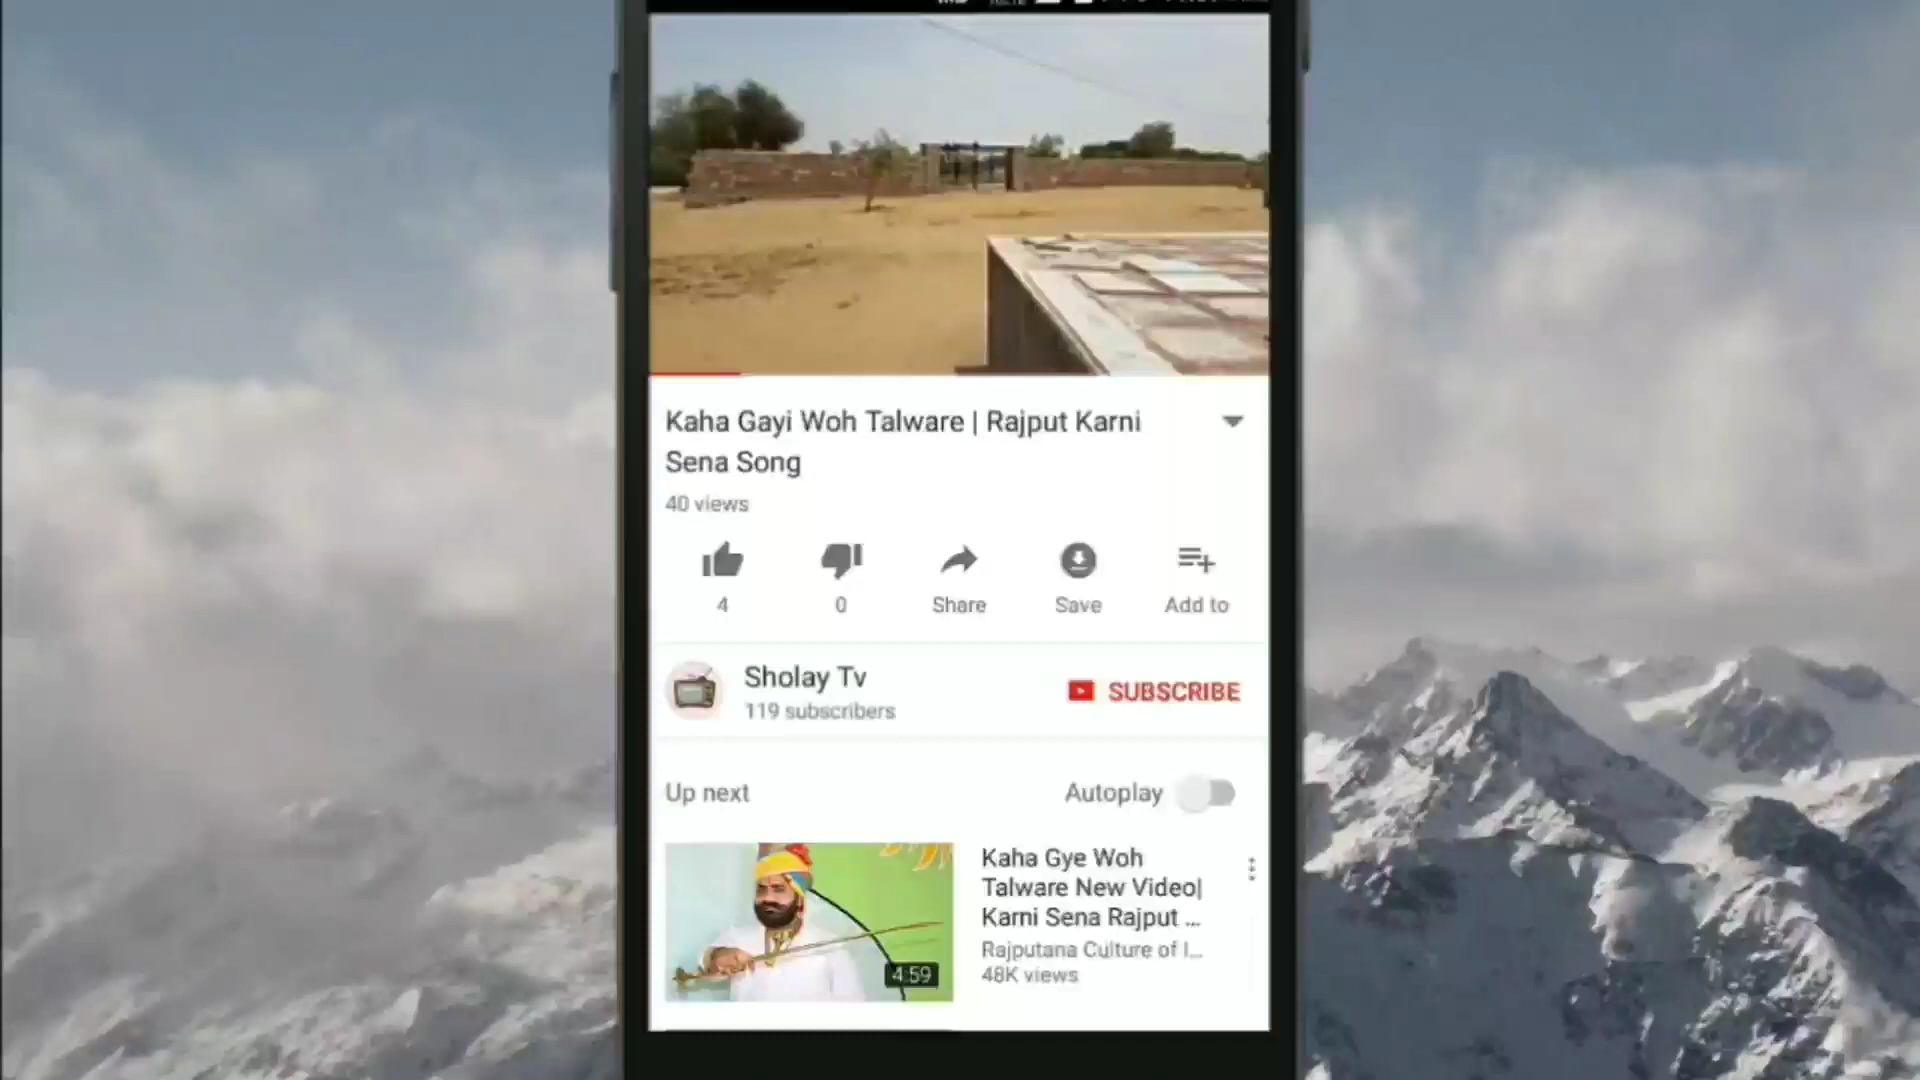 Kaha Gayi Woh Talware | Rajput Karni
Sena Song
40 views
4
0
Share
Save
Add to
Sholay Tv
119 subscribers
SUBSCRIBE
Up next
Autoplay
4:59
Kaha Gye Woh
Talware New Video|
Karni Sena Rajput ...
Rajputana Culture of I...
48K views